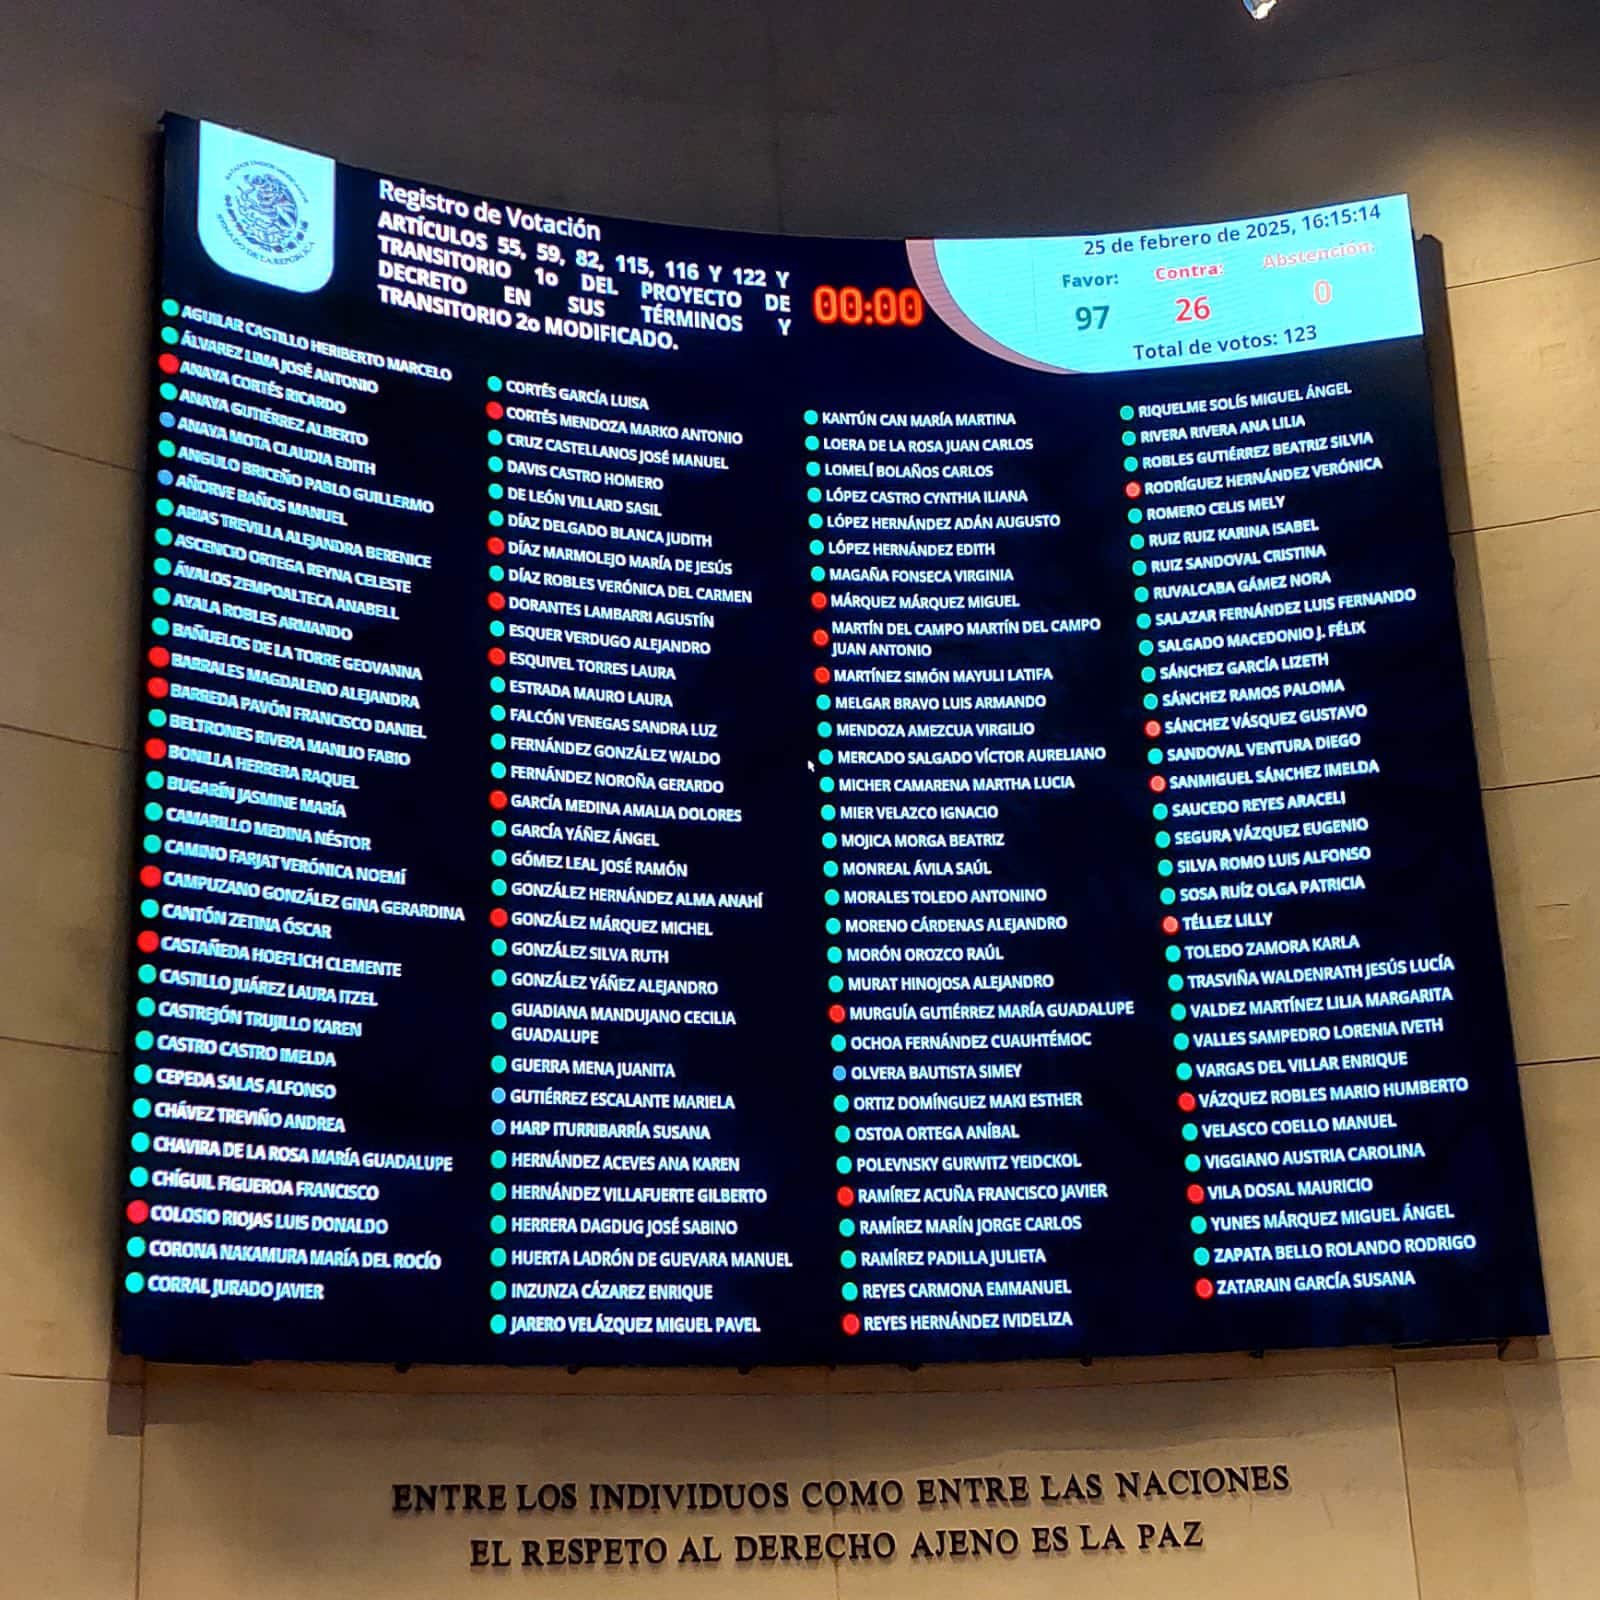 Registro de Votación
ARTÍCULOS 55, 59, 82, 115, 116 Y 122 Y
TRANSITORIO 1o DEL PROYECTO DE
DECRETO EN SUS TÉRMINOS Y
TRANSITORIO 2o MODIFICADO.
00:00
25 de febrero de 2025, 16:15:14
Favor: Contra: Abstención:
97 26 0
Total de votos: 123
AGUILAR CASTILLO HERIBERTO MARCELO
ÁLVAREZ LIMA JOSÉ ANTONIO
ANAYA CORTÉS RICARDO
ANAYA GUTIÉRREZ ALBERTO
ANAYA MOTA CLAUDIA EDITH
ANGULO BRICEÑO PABLO GUILLERMO
AÑORVE BAÑOS MANUEL
ARIAS TREVILLA ALEJANDRA BERENICE
ASCENCIO ORTEGA REYNA CELESTE
ÁVALOS ZEMPOALTECA ANABELL
AYALA ROBLES ARMANDO
BAÑUELOS DE LA TORRE GEOVANNA
BARRALES MAGDALENO ALEJANDRA
BARREDA PAVÓN FRANCISCO DANIEL
BELTRONES RIVERA MANLIO FABIO
BONILLA HERRERA RAQUEL
BUGARÍN JASMINE MARÍA
CAMARILLO MEDINA NÉSTOR
CAMINO FARJAT VERÓNICA NOEMÍ
CAMPUZANO GONZÁLEZ GINA GERARDINA
CANTÓN ZETINA ÓSCAR
CASTAÑEDA HOEFLICH CLEMENTE
CASTILLO JUÁREZ LAURA ITZEL
CASTREJÓN TRUJILLO KAREN
CASTRO CASTRO IMELDA
CEPEDA SALAS ALFONSO
CHÁVEZ TREVIÑO ANDREA
CHAVIRA DE LA ROSA MARÍA GUADALUPE
CHÍGUIL FIGUEROA FRANCISCO
COLOSIO RIOJAS LUIS DONALDO
CORONA NAKAMURA MARÍA DEL ROCÍO
CORRAL JURADO JAVIER
CORTÉS GARCÍA LUISA
CORTÉS MENDOZA MARKO ANTONIO
CRUZ CASTELLANOS JOSÉ MANUEL
DAVIS CASTRO HOMERO
DE LEÓN VILLARD SASIL
DÍAZ DELGADO BLANCA JUDITH
DÍAZ MARMOLEJO MARÍA DE JESÚS
DÍAZ ROBLES VERÓNICA DEL CARMEN
DORANTES LAMBARRI AGUSTÍN
ESQUER VERDUGO ALEJANDRO
ESQUIVEL TORRES LAURA
ESTRADA MAURO LAURA
FALCÓN VENEGAS SANDRA LUZ
FERNÁNDEZ GONZÁLEZ WALDO
FERNÁNDEZ NOROÑA GERARDO
GARCÍA MEDINA AMALIA DOLORES
GARCÍA YÁÑEZ ÁNGEL
GÓMEZ LEAL JOSÉ RAMÓN
GONZÁLEZ HERNÁNDEZ ALMA ANAHÍ
GONZÁLEZ MÁRQUEZ MICHEL
GONZÁLEZ SILVA RUTH
GONZÁLEZ YÁÑEZ ALEJANDRO
GUADIANA MANDUJANO CECILIA
GUADALUPE
GUERRA MENA JUANITA
GUTIÉRREZ ESCALANTE MARIELA
HARP ITURRIBARRÍA SUSANA
HERNÁNDEZ ACEVES ANA KAREN
HERNÁNDEZ VILLAFUERTE GILBERTO
HERRERA DAGDUG JOSÉ SABINO
HUERTA LADRÓN DE GUEVARA MANUEL
INZUNZA CÁZAREZ ENRIQUE
JARERO VELÁZQUEZ MIGUEL PAVEL
KANTÚN CAN MARÍA MARTINA
LOERA DE LA ROSA JUAN CARLOS
LOMELÍ BOLAÑOS CARLOS
LÓPEZ CASTRO CYNTHIA ILIANA
LÓPEZ HERNÁNDEZ ADÁN AUGUSTO
LÓPEZ HERNÁNDEZ EDITH
MAGAÑA FONSECA VIRGINIA
MÁRQUEZ MÁRQUEZ MIGUEL
MARTÍN DEL CAMPO MARTÍN DEL CAMPO
JUAN ANTONIO
MARTÍNEZ SIMÓN MAYULI LATIFA
MELGAR BRAVO LUIS ARMANDO
MENDOZA AMEZCUA VIRGILIO
MERCADO SALGADO VÍCTOR AURELIANO
MICHER CAMARENA MARTHA LUCIA
MIER VELAZCO IGNACIO
MOJICA MORGA BEATRIZ
MONREAL ÁVILA SAÚL
MORALES TOLEDO ANTONINO
MORENO CÁRDENAS ALEJANDRO
MORÓN OROZCO RAÚL
MURAT HINOJOSA ALEJANDRO
MURGUÍA GUTIÉRREZ MARÍA GUADALUPE
OCHOA FERNÁNDEZ CUAUHTÉMOC
OLVERA BAUTISTA SIMEY
ORTIZ DOMÍNGUEZ MAKI ESTHER
OSTOA ORTEGA ANÍBAL
POLEVNSKY GURWITZ YEIDCKOL
RAMÍREZ ACUÑA FRANCISCO JAVIER
RAMÍREZ MARÍN JORGE CARLOS
RAMÍREZ PADILLA JULIETA
REYES CARMONA EMMANUEL
REYES HERNÁNDEZ IVIDELIZA
RIQUELME SOLÍS MIGUEL ÁNGEL
RIVERA RIVERA ANA LILIA
ROBLES GUTIÉRREZ BEATRIZ SILVIA
RODRÍGUEZ HERNÁNDEZ VERÓNICA
ROMERO CELIS MELY
RUIZ RUIZ KARINA ISABEL
RUIZ SANDOVAL CRISTINA
RUVALCABA GÁMEZ NORA
SALAZAR FERNÁNDEZ LUIS FERNANDO
SALGADO MACEDONIO J. FÉLIX
SÁNCHEZ GARCÍA LIZETH
SÁNCHEZ RAMOS PALOMA
SÁNCHEZ VÁSQUEZ GUSTAVO
SANDOVAL VENTURA DIEGO
SANMIGUEL SÁNCHEZ IMELDA
SAUCEDO REYES ARACELI
SEGURA VÁZQUEZ EUGENIO
SILVA ROMO LUIS ALFONSO
SOSA RUÍZ OLGA PATRICIA
TÉLLEZ LILLY
TOLEDO ZAMORA KARLA
TRASVIÑA WALDENRATH JESÚS LUCÍA
VALDEZ MARTÍNEZ LILIA MARGARITA
VALLES SAMPEDRO LORENIA IVETH
VARGAS DEL VILLAR ENRIQUE
VÁZQUEZ ROBLES MARIO HUMBERTO
VELASCO COELLO MANUEL
VIGGIANO AUSTRIA CAROLINA
VILA DOSAL MAURICIO
YUNES MÁRQUEZ MIGUEL ÁNGEL
ZAPATA BELLO ROLANDO RODRIGO
ZATARAIN GARCÍA SUSANA
ENTRE LOS INDIVIDUOS COMO ENTRE LAS NACIONES
EL RESPETO AL DERECHO AJENO ES LA PAZ